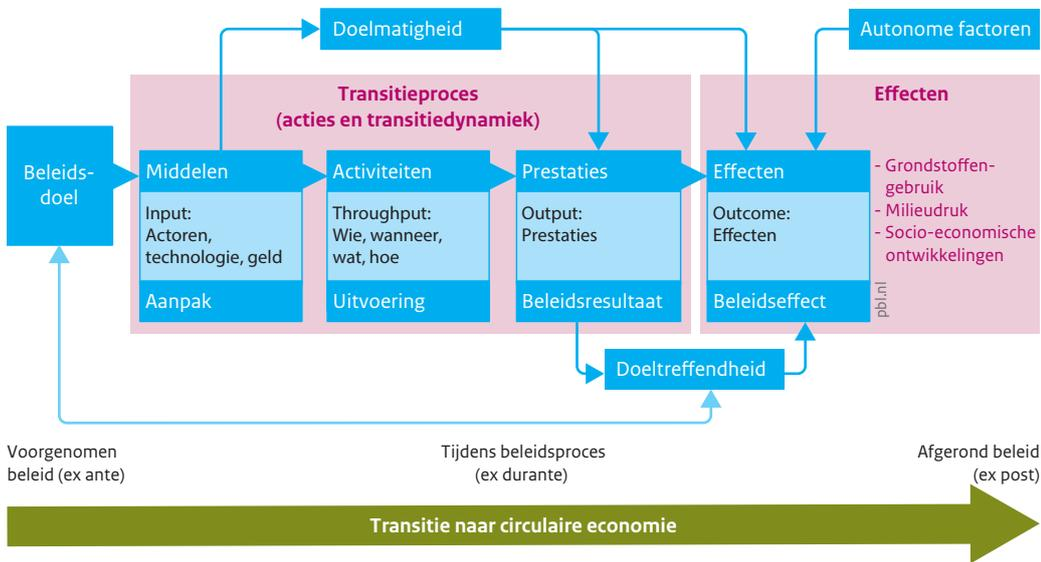 Doelmatigheid
Autonome factoren
Transitieproces
(acties en transitiedynamiek)
Effecten
Beleids-
doel
Middelen
Input:
Actoren,
technologie, geld
Aanpak
Activiteiten
Throughput:
Wie, wanneer,
wat, hoe
Uitvoering
Prestaties
Output:
Prestaties
Beleidsresultaat
Effecten
Outcome:
Effecten
Beleidseffect
- Grondstoffen-
gebruik
- Milieudruk
- Socio-economische
ontwikkelingen
pbl.nl
Doeltreffendheid
Voorgenomen
beleid (ex ante)
Tijdens beleidsproces
(ex durante)
Afgerond beleid
(ex post)
Transitie naar circulaire economie